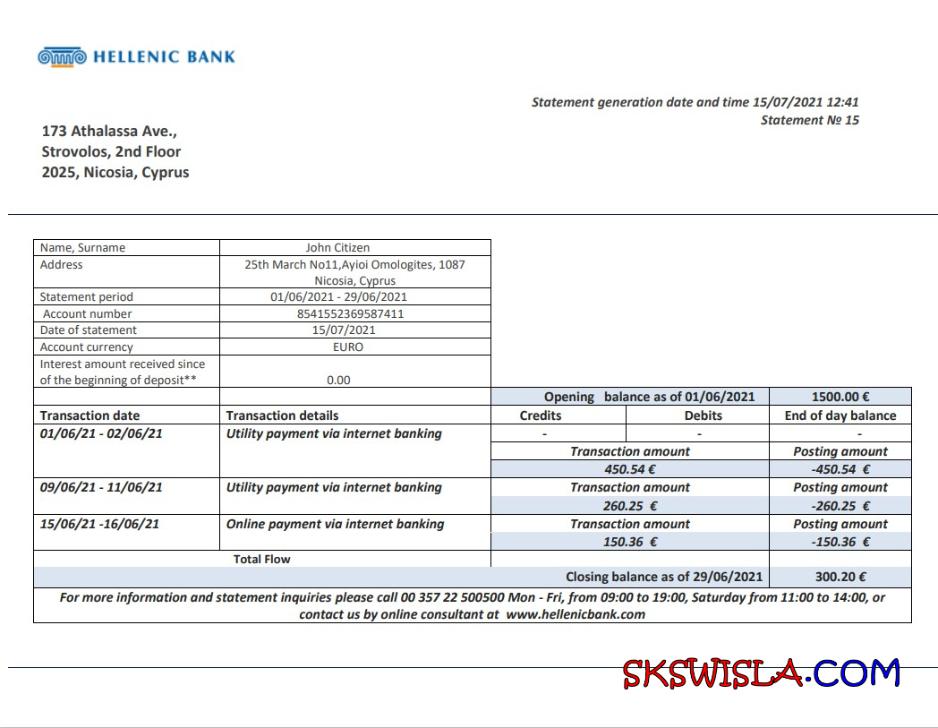 HELLENIC BANK
Statement generation date and time 15/07/2021 12:41
Statement № 15
173 Athalassa Ave.,
Strovolos, 2nd Floor
2025, Nicosia, Cyprus
Name, Surname John Citizen
Address 25th March No11,Ayioi Omologites, 1087
Nicosia, Cyprus
Statement period 01/06/2021 - 29/06/2021
Account number 8541552369587411
Date of statement 15/07/2021
Account currency EURO
Interest amount received since
of the beginning of deposit** 0.00
Opening balance as of 01/06/2021 1500.00 €
Transaction date Transaction details Credits Debits End of day balance
01/06/21 - 02/06/21 Utility payment via internet banking - - -
Transaction amount Posting amount
450.54 € -450.54 €
09/06/21 - 11/06/21 Utility payment via internet banking Transaction amount Posting amount
260.25 € -260.25 €
15/06/21 -16/06/21 Online payment via internet banking Transaction amount Posting amount
150.36 € -150.36 €
Total Flow
Closing balance as of 29/06/2021 300.20 €
For more information and statement inquiries please call 00 357 22 500500 Mon - Fri, from 09:00 to 19:00, Saturday from 11:00 to 14:00, or
contact us by online consultant at www.hellenicbank.com
SKSWISLA.COM